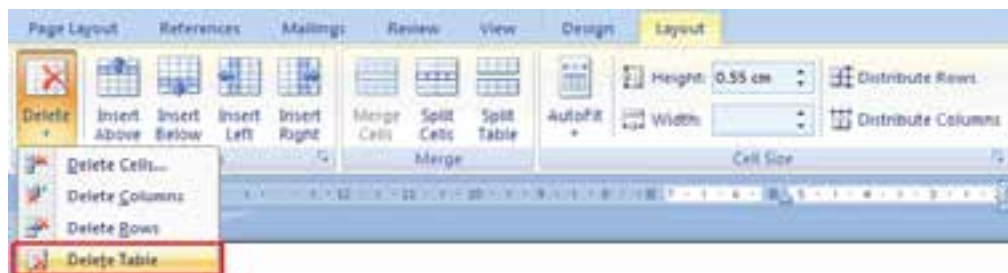 Page Layout References Mailings Review View Design Layout
Delete
Insert Above
Insert Below
Insert Left
Insert Right
Merge Cells
Split Cells
Split Table
AutoFit
Height: 0.55 cm
Width:
Distribute Rows
Distribute Columns
Merge
Cell Size
Delete Cells...
Delete Columns
Delete Rows
Delete Table